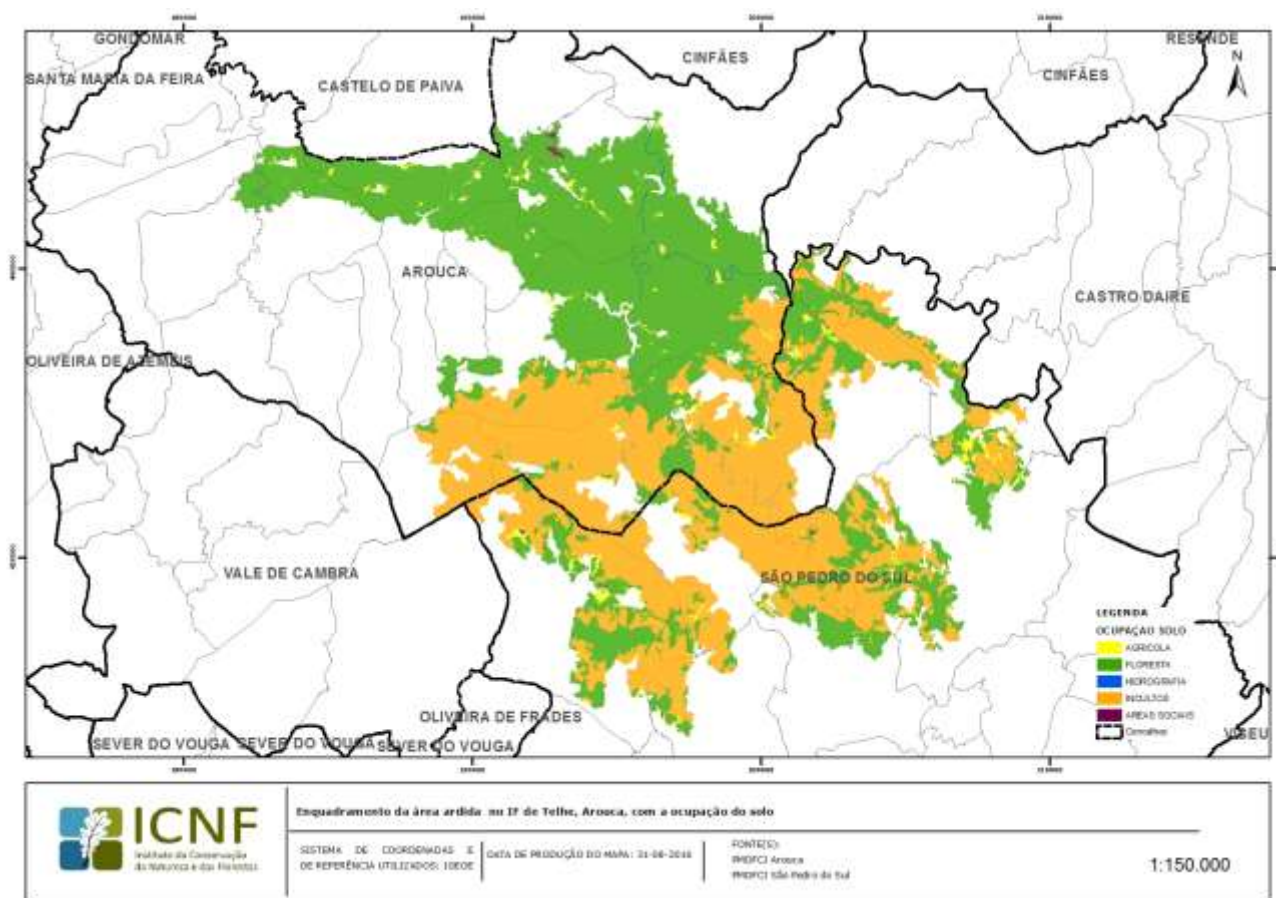 GONDOMAR
RESENDE
N
SANTA MARIA DA FEIRA
CASTELO DE PAIVA
CINFÃES
CINFÃES
AROUCA
CASTRO DAIRE
OLIVEIRA DE AZEMÉIS
VALE DE CAMBRA
SÃO PEDRO DO SUL
LEGENDA
OCUPAÇÃO SOLO
AGRICOLA
FLORESTA
HIDROGRAFIA
INCULTOS
AREAS SOCIAIS
Concelhos
OLIVEIRA DE FRADES
SEVER DO VOUGA
SEVER DO VOUGA
SEVER DO VOUGA
VISEU
ICNF
Instituto da Conservação
da Natureza e das Florestas
Enquadramento da área ardida no IF de Telhe, Arouca, com a ocupação do solo
SISTEMA DE COORDENADAS E
DE REFERÊNCIA UTILIZADOS:
DATA DE PRODUÇÃO DO MAPA: 31-08-2016
FONTE(S):
PMDFCI Arouca
PMDFCI São Pedro do Sul
1:150.000